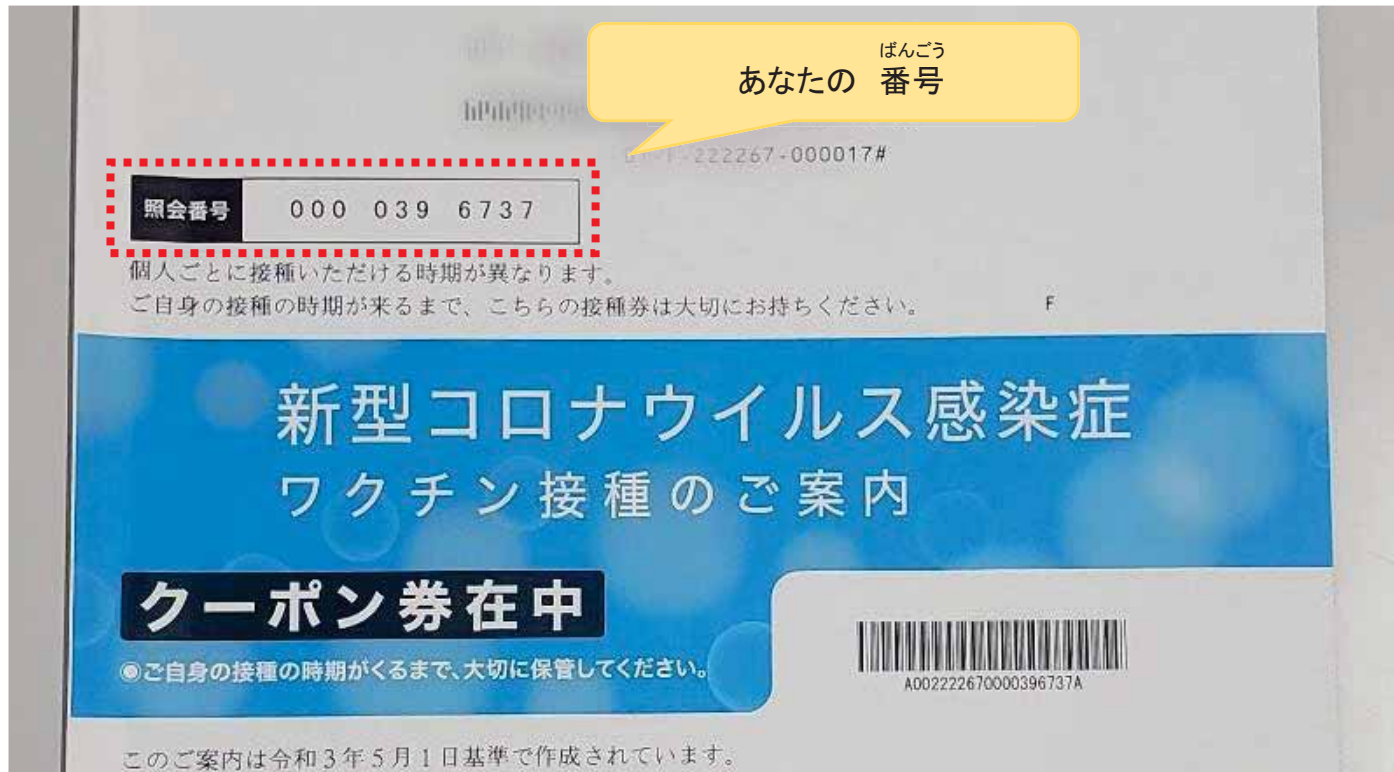 ばんごう
あなたの 番号
-222267-000017#
照会番号 000 039 6737
個人ごとに接種いただける時期が異なります。
ご自身の接種の時期が来るまで、こちらの接種券は大切にお持ちください。 F
新型コロナウイルス感染症
ワクチン接種のご案内
クーポン券在中
◉ご自身の接種の時期がくるまで、大切に保管してください。
A002222670000396737A
このご案内は令和3年5月1日基準で作成されています。